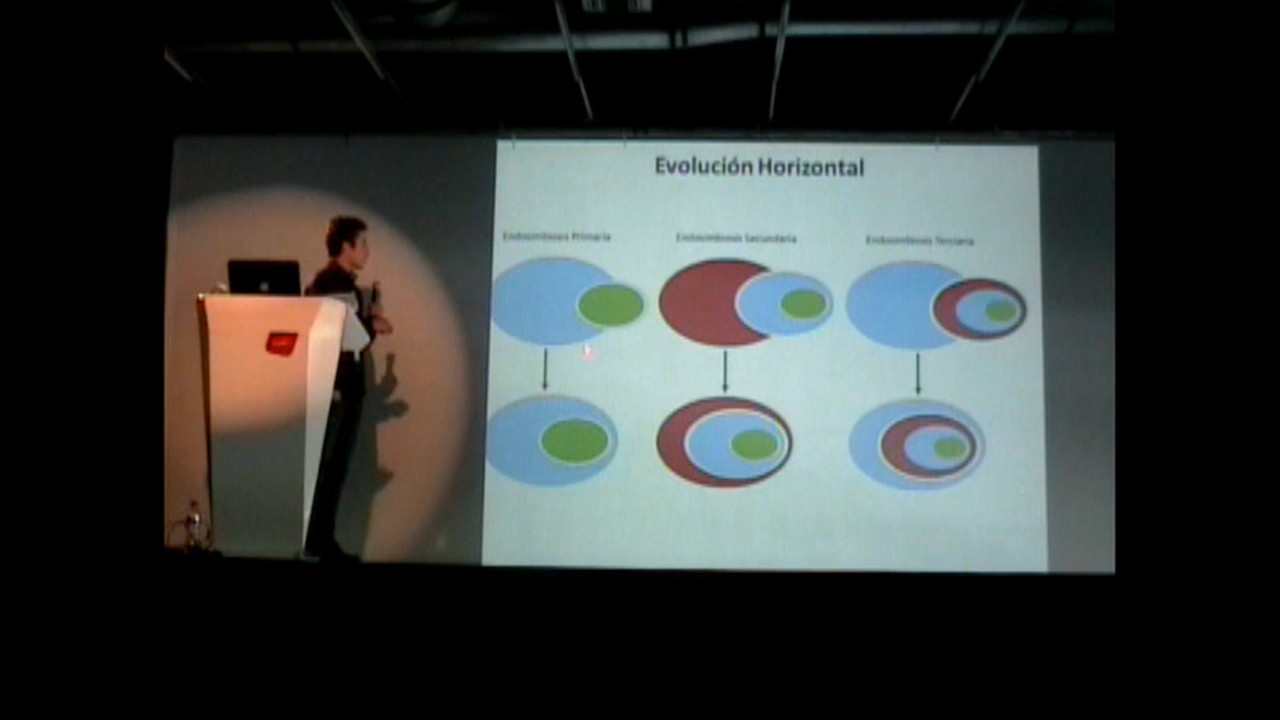 Evolución Horizontal
Endosimbiosis Primaria
Endosimbiosis Secundaria
Endosimbiosis Terciaria